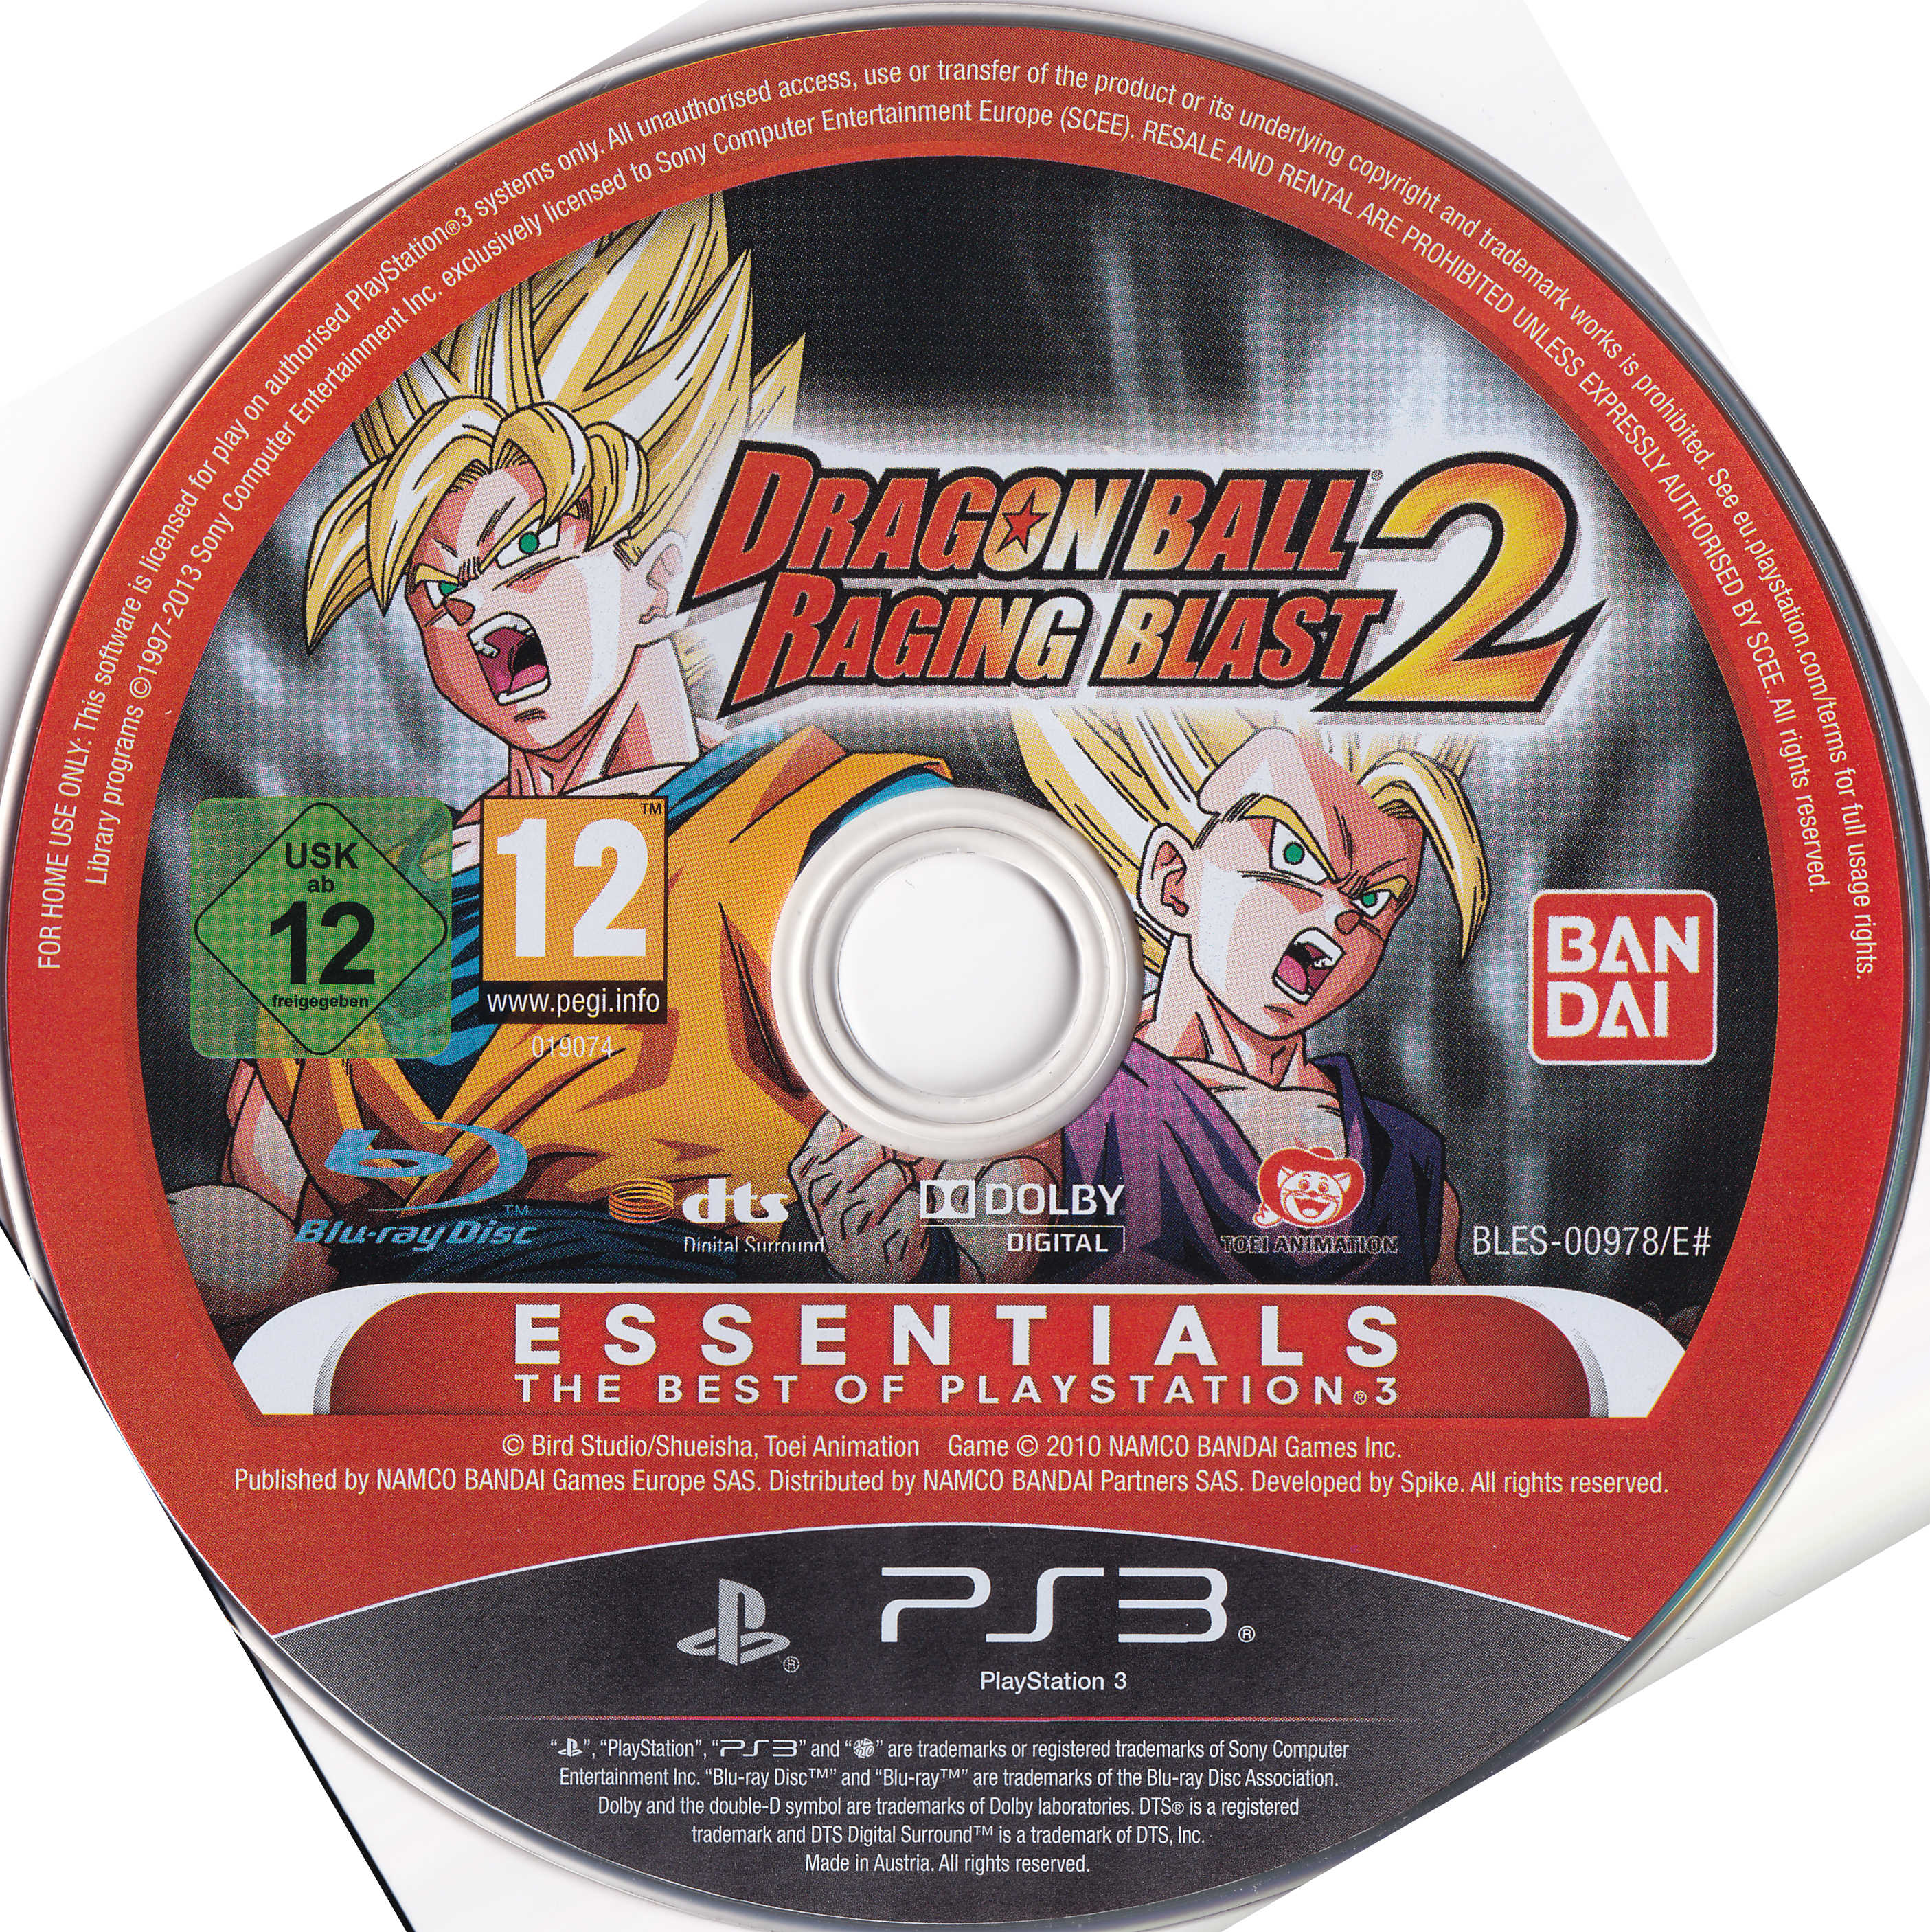 FOR HOME USE ONLY. This software is licensed for play on authorised PlayStation®3 systems only. All unauthorised access, use or transfer of the product or its underlying copyright and trademark works is prohibited. See eu.playstation.com/terms for full usage rights.
Library programs ©1997-2013 Sony Computer Entertainment Inc. exclusively licensed to Sony Computer Entertainment Europe (SCEE). RESALE AND RENTAL ARE PROHIBITED UNLESS EXPRESSLY AUTHORISED BY SCEE. All rights reserved.
DRAGON BALL®
RAGING BLAST 2
USK
ab
12
freigegeben
12™
www.pegi.info
019074
BAN
DAI
Blu-ray Disc™
dts
Digital Surround
DOLBY
DIGITAL
TOEI ANIMATION
BLES-00978/E#
ESSENTIALS
THE BEST OF PLAYSTATION®3
© Bird Studio/Shueisha, Toei Animation Game © 2010 NAMCO BANDAI Games Inc.
Published by NAMCO BANDAI Games Europe SAS. Distributed by NAMCO BANDAI Partners SAS. Developed by Spike. All rights reserved.
PS3®
PlayStation 3
"", "PlayStation", "PS3" and "" are trademarks or registered trademarks of Sony Computer
Entertainment Inc. "Blu-ray Disc™" and "Blu-ray™" are trademarks of the Blu-ray Disc Association.
Dolby and the double-D symbol are trademarks of Dolby laboratories. DTS® is a registered
trademark and DTS Digital Surround™ is a trademark of DTS, Inc.
Made in Austria. All rights reserved.